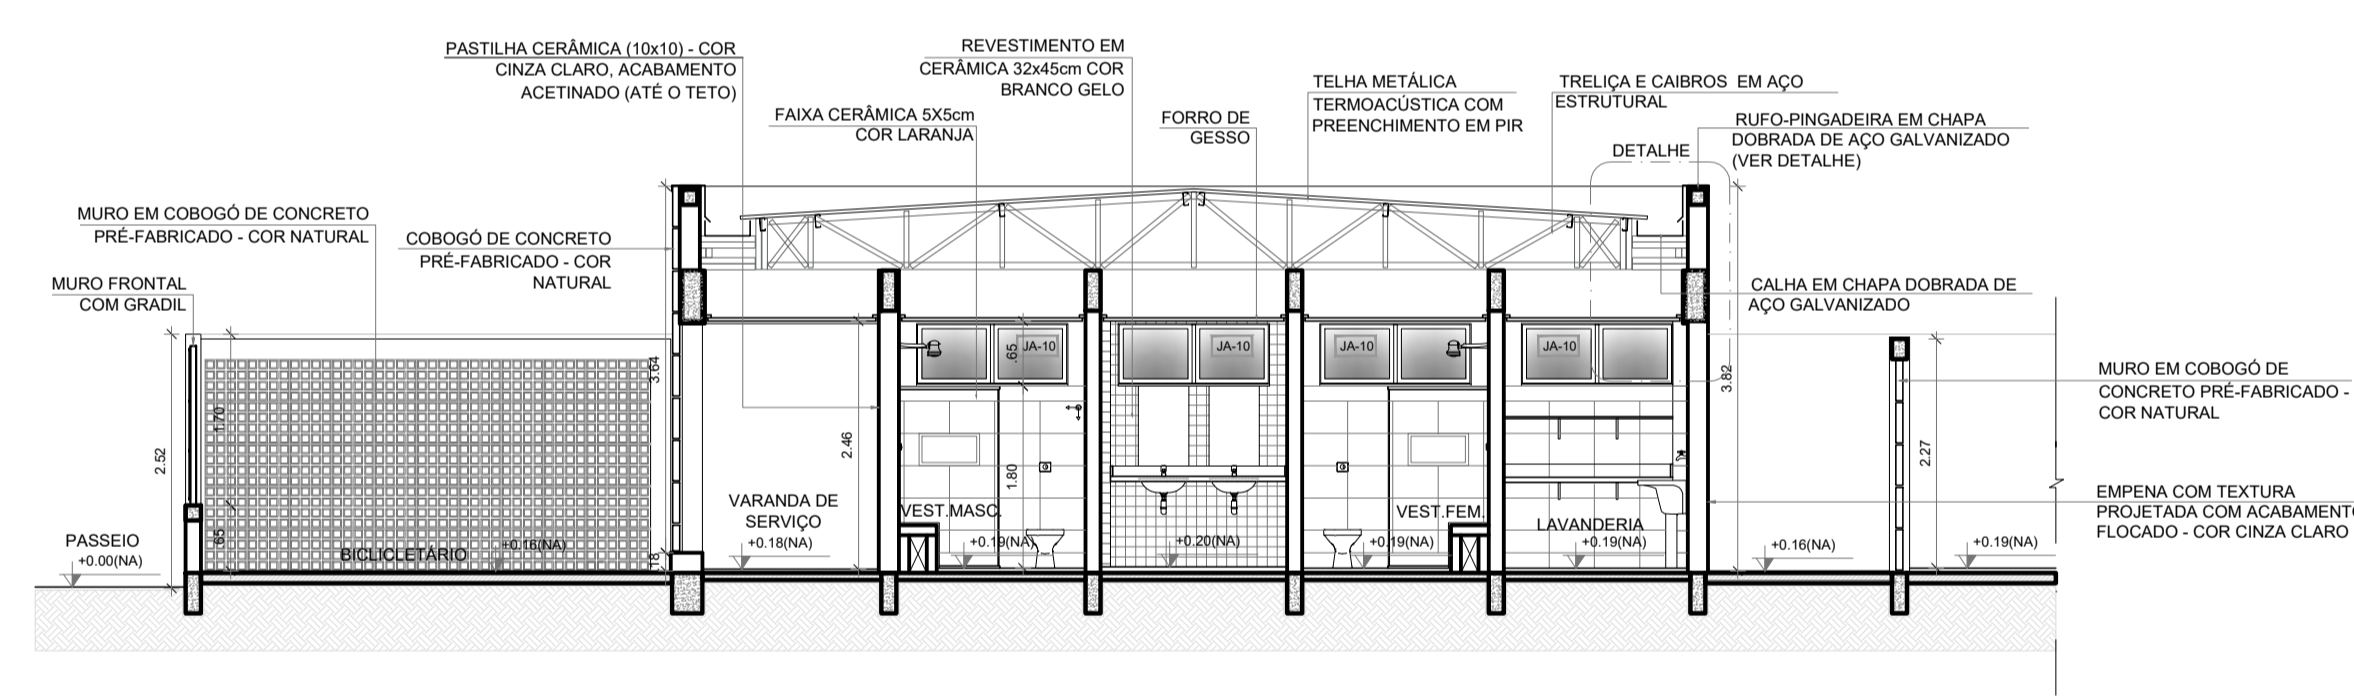 PASTILHA CERÂMICA (10x10) - COR
CINZA CLARO, ACABAMENTO
ACETINADO (ATÉ O TETO)
REVESTIMENTO EM
CERÂMICA 32x45cm COR
BRANCO GELO
FAIXA CERÂMICA 5X5cm
COR LARANJA
FORRO DE
GESSO
TELHA METÁLICA
TERMOACÚSTICA COM
PREENCHIMENTO EM PIR
TRELIÇA E CAIBROS EM AÇO
ESTRUTURAL
DETALHE
RUFO-PINGADEIRA EM CHAPA
DOBRADA DE AÇO GALVANIZADO
(VER DETALHE)
MURO EM COBOGÓ DE CONCRETO
PRÉ-FABRICADO - COR NATURAL
COBOGÓ DE CONCRETO
PRÉ-FABRICADO - COR
NATURAL
MURO FRONTAL
COM GRADIL
CALHA EM CHAPA DOBRADA DE
AÇO GALVANIZADO
MURO EM COBOGÓ DE
CONCRETO PRÉ-FABRICADO -
COR NATURAL
EMPENA COM TEXTURA
PROJETADA COM ACABAMENTO
FLOCADO - COR CINZA CLARO
2.52
1.70
.65
3.64
.18
2.46
.65
1.80
3.82
2.27
JA-10
JA-10
JA-10
JA-10
PASSEIO
+0.00(NA)
BICLICLETÁRIO
+0.16(NA)
VARANDA DE
SERVIÇO
+0.18(NA)
VEST.MASC.
+0.19(NA)
+0.20(NA)
VEST.FEM.
+0.19(NA)
LAVANDERIA
+0.19(NA)
+0.16(NA)
+0.19(NA)